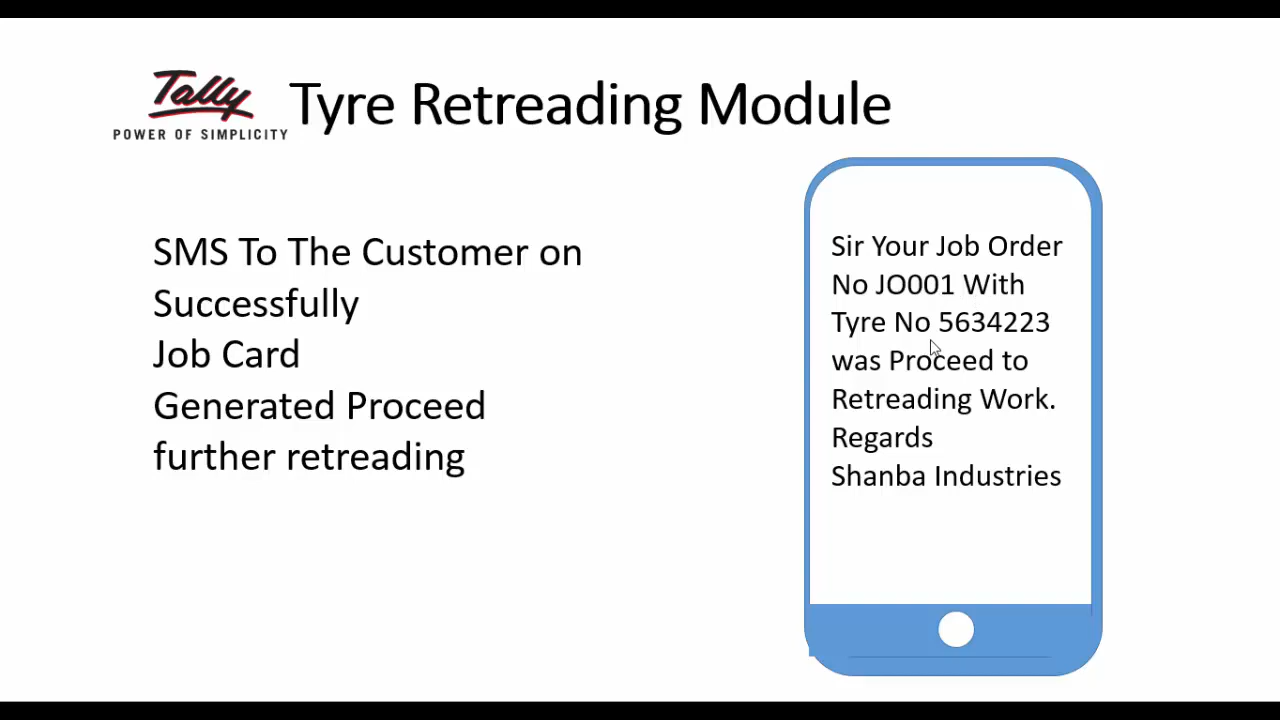 Tally
POWER OF SIMPLICITY
Tyre Retreading Module
SMS To The Customer on
Successfully
Job Card
Generated Proceed
further retreading
Sir Your Job Order
No JO001 With
Tyre No 5634223
was Proceed to
Retreading Work.
Regards
Shanba Industries